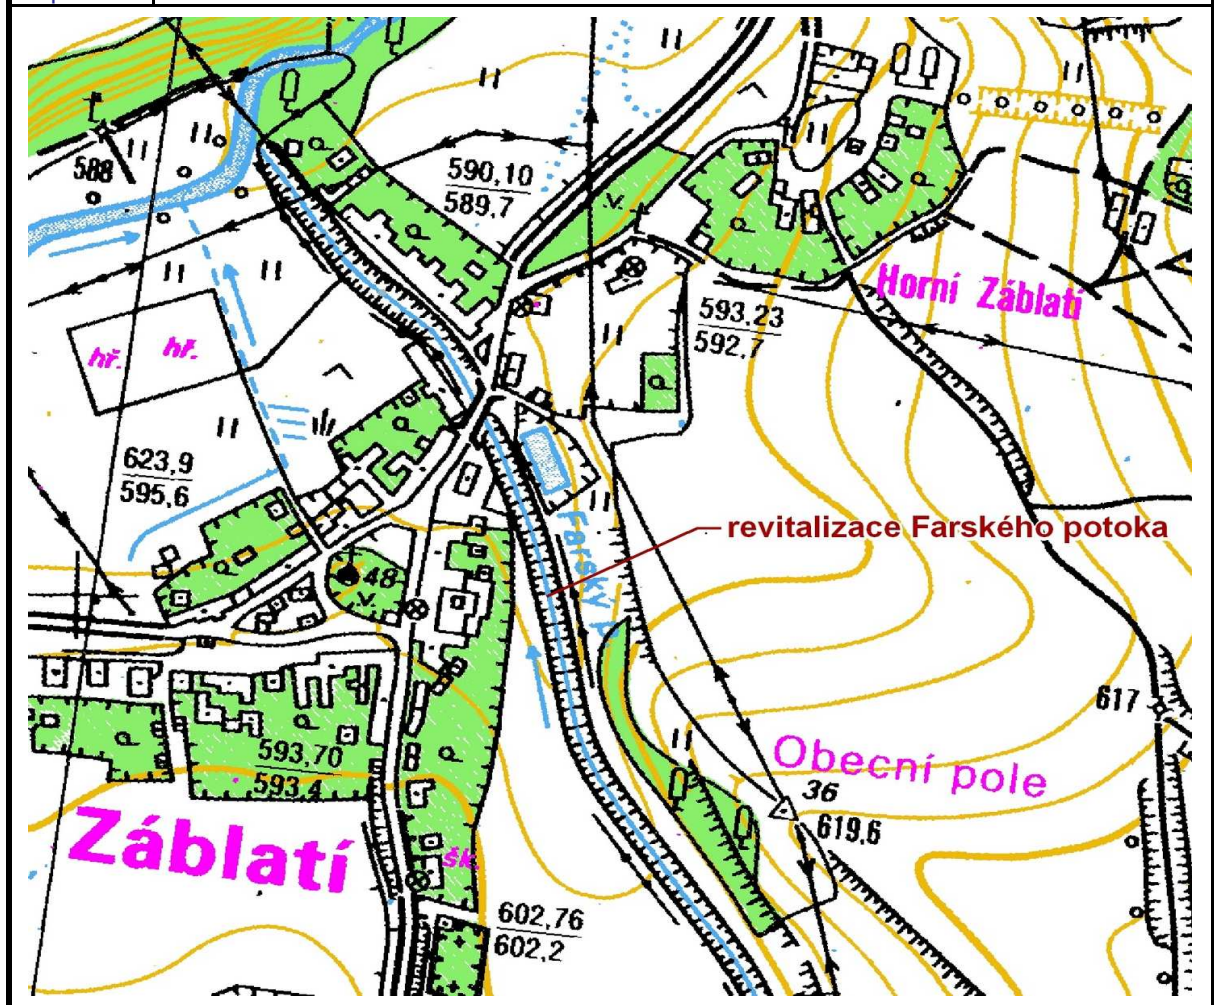 588
590,10
589,7
593,23
592,7
Horní Záblatí
hř.
hř.
623,9
595,6
revitalizace Farského potoka
Farský p.
48
v.
v.
617
593,70
593,4
Obecní pole
36
619,6
Záblatí
šk.
602,76
602,2